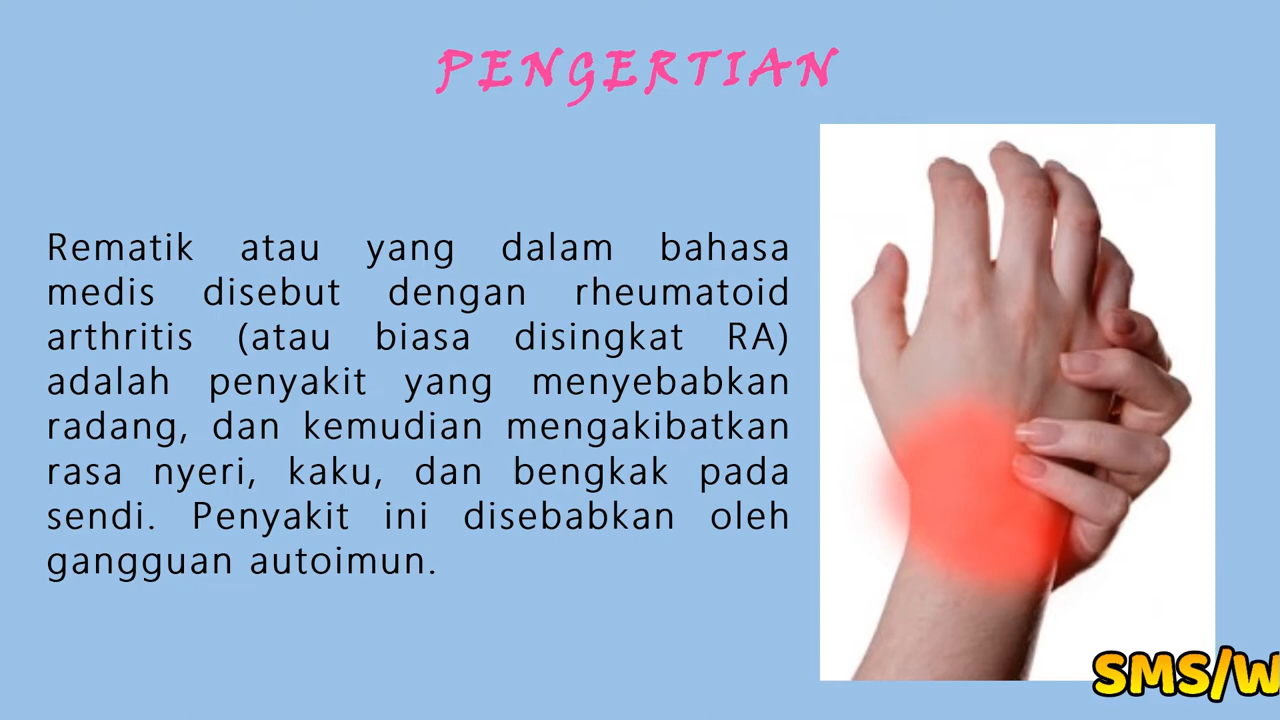 PENGERTIAN
Rematik atau yang dalam bahasa
medis disebut dengan rheumatoid
arthritis (atau biasa disingkat RA)
adalah penyakit yang menyebabkan
radang, dan kemudian mengakibatkan
rasa nyeri, kaku, dan bengkak pada
sendi. Penyakit ini disebabkan oleh
gangguan autoimun.
SMS/W